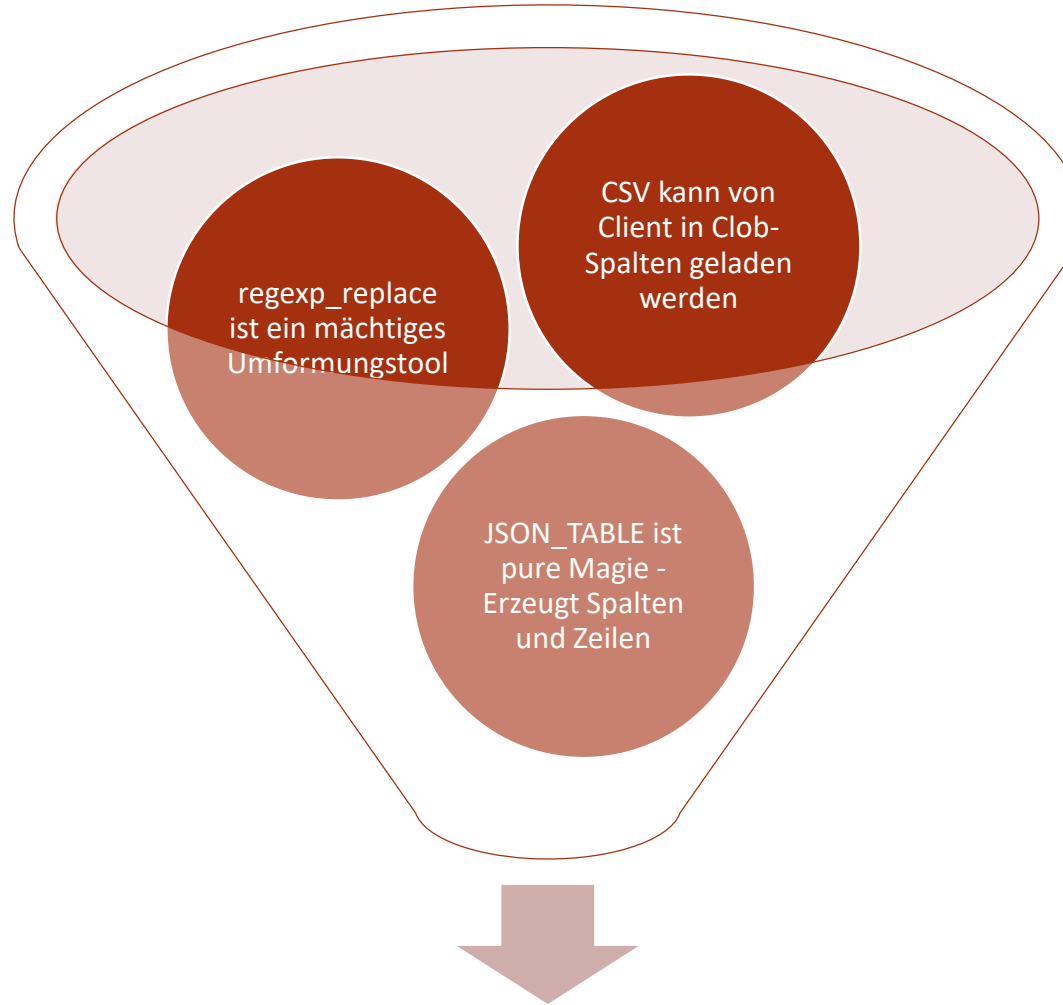 CSV kann von
Client in Clob-
Spalten geladen
werden
regexp_replace
ist ein mächtiges
Umformungstool
JSON_TABLE ist
pure Magie -
Erzeugt Spalten
und Zeilen